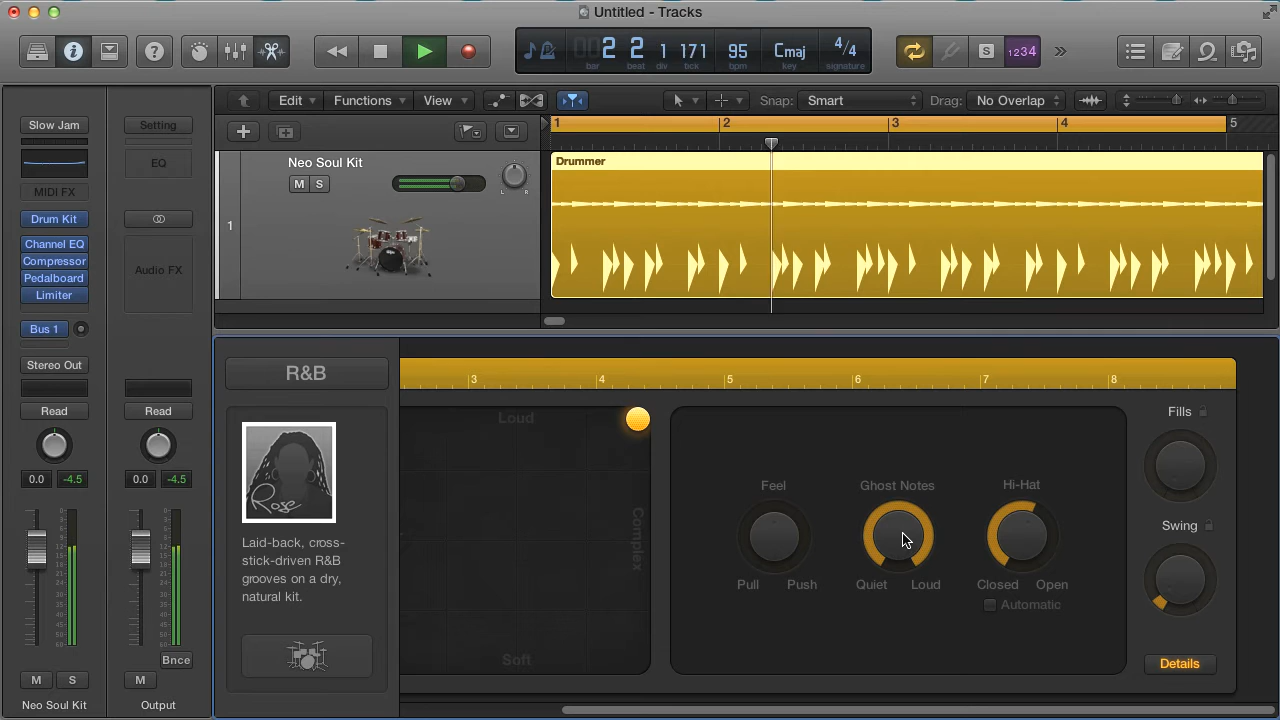 Untitled - Tracks
00 2 2 1 171 95 Cmaj 4/4
bar beat div tick bpm key signature
S 1234
Edit Functions View Snap: Smart Drag: No Overlap
Slow Jam Setting
EQ
MIDI FX
Drum Kit
Channel EQ
Compressor
Pedalboard
Limiter
Audio FX
Bus 1
Stereo Out
Read Read
0.0 -4.5 0.0 -4.5
Bnce
M S M
Neo Soul Kit Output
1 2 3 4 5
Neo Soul Kit
M S
L R
1
Drummer
R&B
3 4 5 6 7 8
Rose
Laid-back, cross-
stick-driven R&B
grooves on a dry,
natural kit.
Loud
Complex
Soft
Feel
Pull Push
Ghost Notes
Quiet Loud
Hi-Hat
Closed Open
Automatic
Fills
Swing
Details